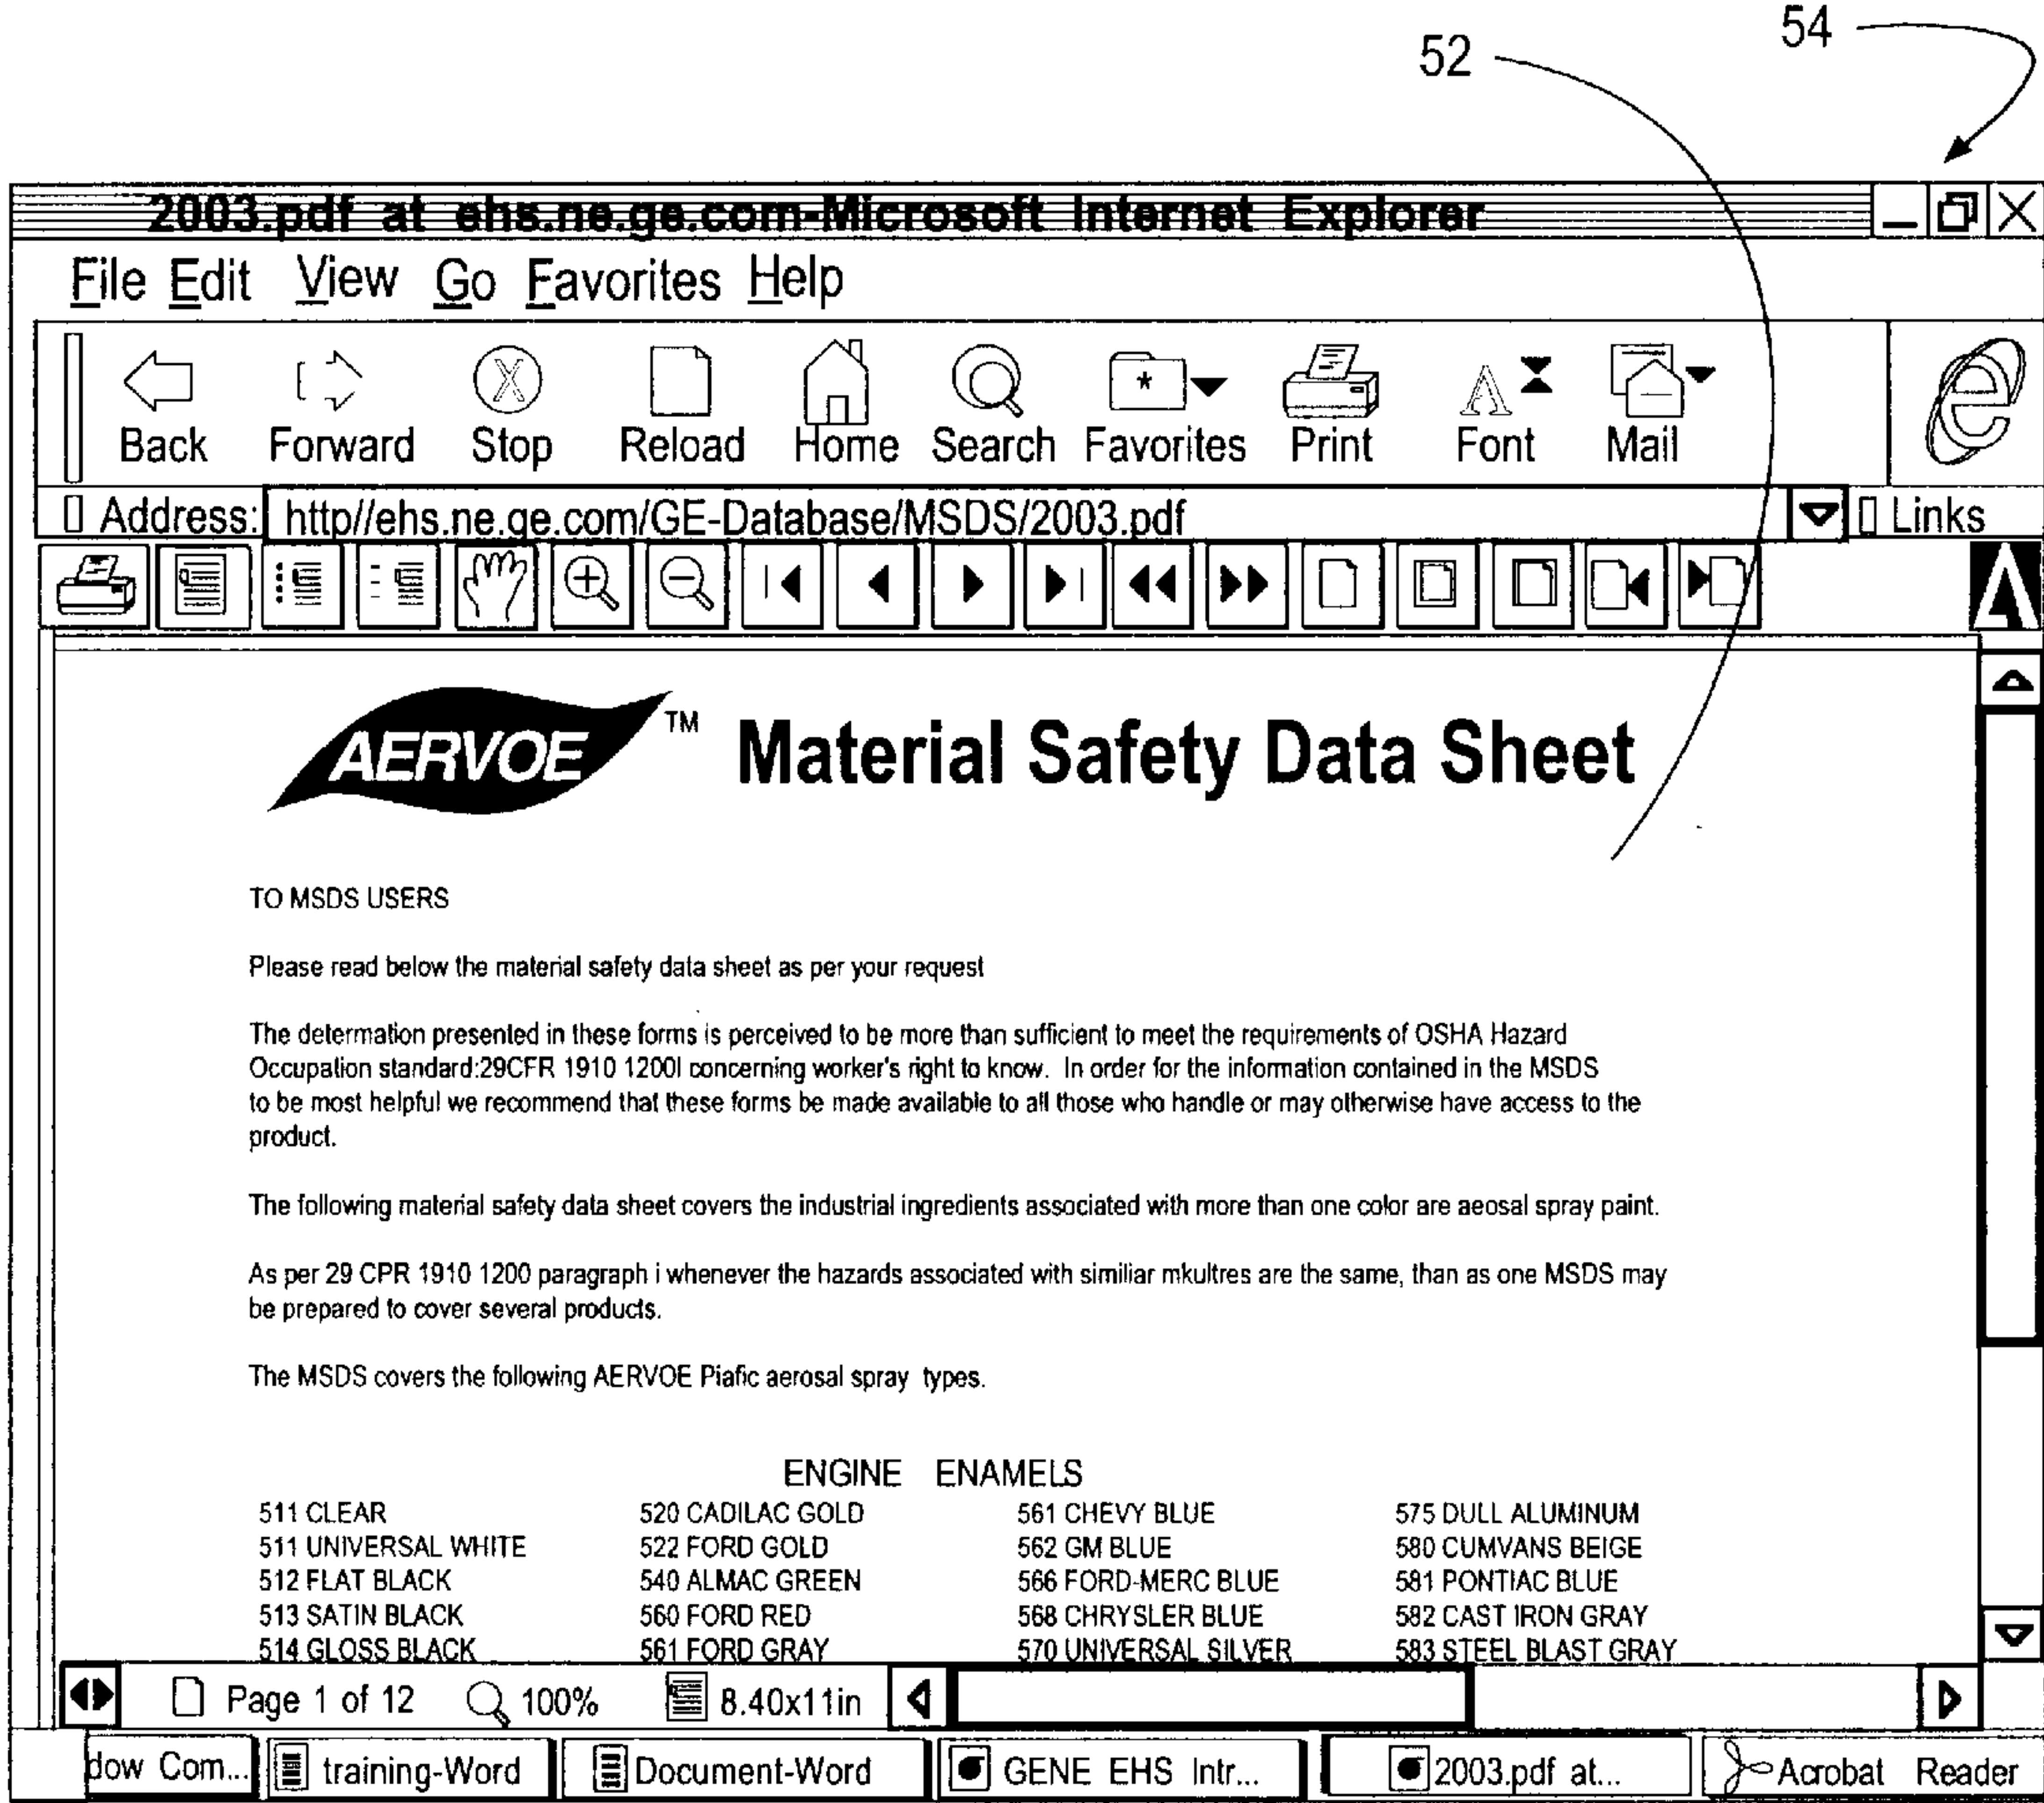 54
52
2003.pdf at ehs.ne.ge.com-Microsoft Internet Explorer
File Edit View Go Favorites Help
Back Forward Stop Reload Home Search Favorites Print Font Mail
Address: http//ehs.ne.ge.com/GE-Database/MSDS/2003.pdf Links
AERVOE TM Material Safety Data Sheet
TO MSDS USERS
Please read below the material safety data sheet as per your request
The determation presented in these forms is perceived to be more than sufficient to meet the requirements of OSHA Hazard
Occupation standard:29CFR 1910 1200l concerning worker's right to know. In order for the information contained in the MSDS
to be most helpful we recommend that these forms be made available to all those who handle or may otherwise have access to the
product.
The following material safety data sheet covers the industrial ingredients associated with more than one color are aeosal spray paint.
As per 29 CPR 1910 1200 paragraph i whenever the hazards associated with similiar mkultres are the same, than as one MSDS may
be prepared to cover several products.
The MSDS covers the following AERVOE Piafic aerosal spray types.
ENGINE ENAMELS
511 CLEAR 520 CADILAC GOLD 561 CHEVY BLUE 575 DULL ALUMINUM
511 UNIVERSAL WHITE 522 FORD GOLD 562 GM BLUE 580 CUMVANS BEIGE
512 FLAT BLACK 540 ALMAC GREEN 566 FORD-MERC BLUE 581 PONTIAC BLUE
513 SATIN BLACK 560 FORD RED 568 CHRYSLER BLUE 582 CAST IRON GRAY
514 GLOSS BLACK 561 FORD GRAY 570 UNIVERSAL SILVER 583 STEEL BLAST GRAY
Page 1 of 12 100% 8.40x11in
dow Com... training-Word Document-Word GENE EHS Intr... 2003.pdf at... Acrobat Reader